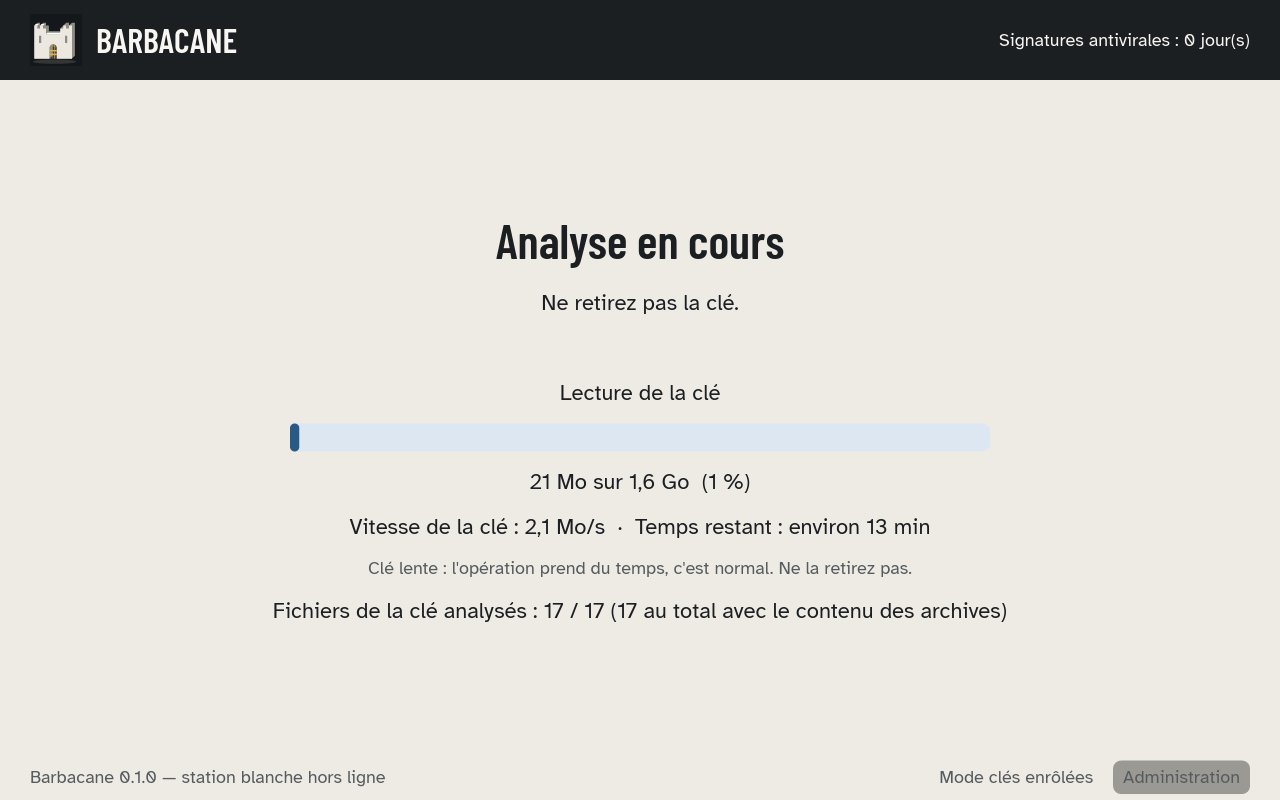 BARBACANE
Signatures antivirales : 0 jour(s)
Analyse en cours
Ne retirez pas la clé.
Lecture de la clé
21 Mo sur 1,6 Go (1 %)
Vitesse de la clé : 2,1 Mo/s · Temps restant : environ 13 min
Clé lente : l'opération prend du temps, c'est normal. Ne la retirez pas.
Fichiers de la clé analysés : 17 / 17 (17 au total avec le contenu des archives)
Barbacane 0.1.0 — station blanche hors ligne
Mode clés enrôlées
Administration